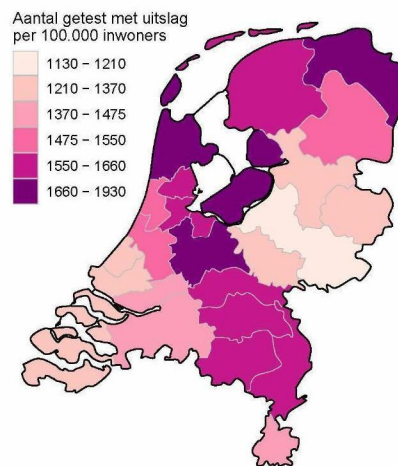 Aantal getest met uitslag
per 100.000 inwoners
1130 – 1210
1210 – 1370
1370 – 1475
1475 – 1550
1550 – 1660
1660 – 1930